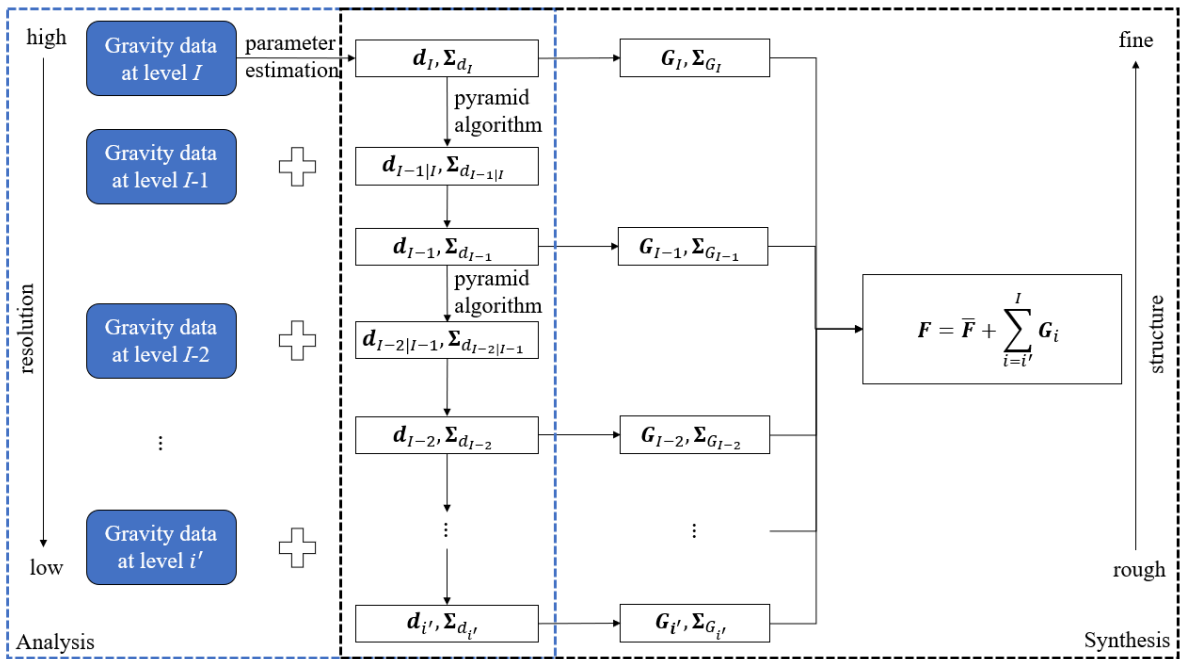 high
Gravity data
at level I
parameter
estimation
d_I, Σ_{d_I}
G_I, Σ_{G_I}
fine
pyramid
algorithm
Gravity data
at level I-1
d_{I−1|I}, Σ_{d_{I−1|I}}
d_{I−1}, Σ_{d_{I−1}}
G_{I−1}, Σ_{G_{I−1}}
pyramid
algorithm
resolution
Gravity data
at level I-2
d_{I−2|I−1}, Σ_{d_{I−2|I−1}}
F = F̅ + ∑_{i=i′}^{I} G_i
structure
⋮
d_{I−2}, Σ_{d_{I−2}}
G_{I−2}, Σ_{G_{I−2}}
Gravity data
at level i′
⋮
⋮
low
rough
d_{i′}, Σ_{d_{i′}}
G_{i′}, Σ_{G_{i′}}
Analysis
Synthesis